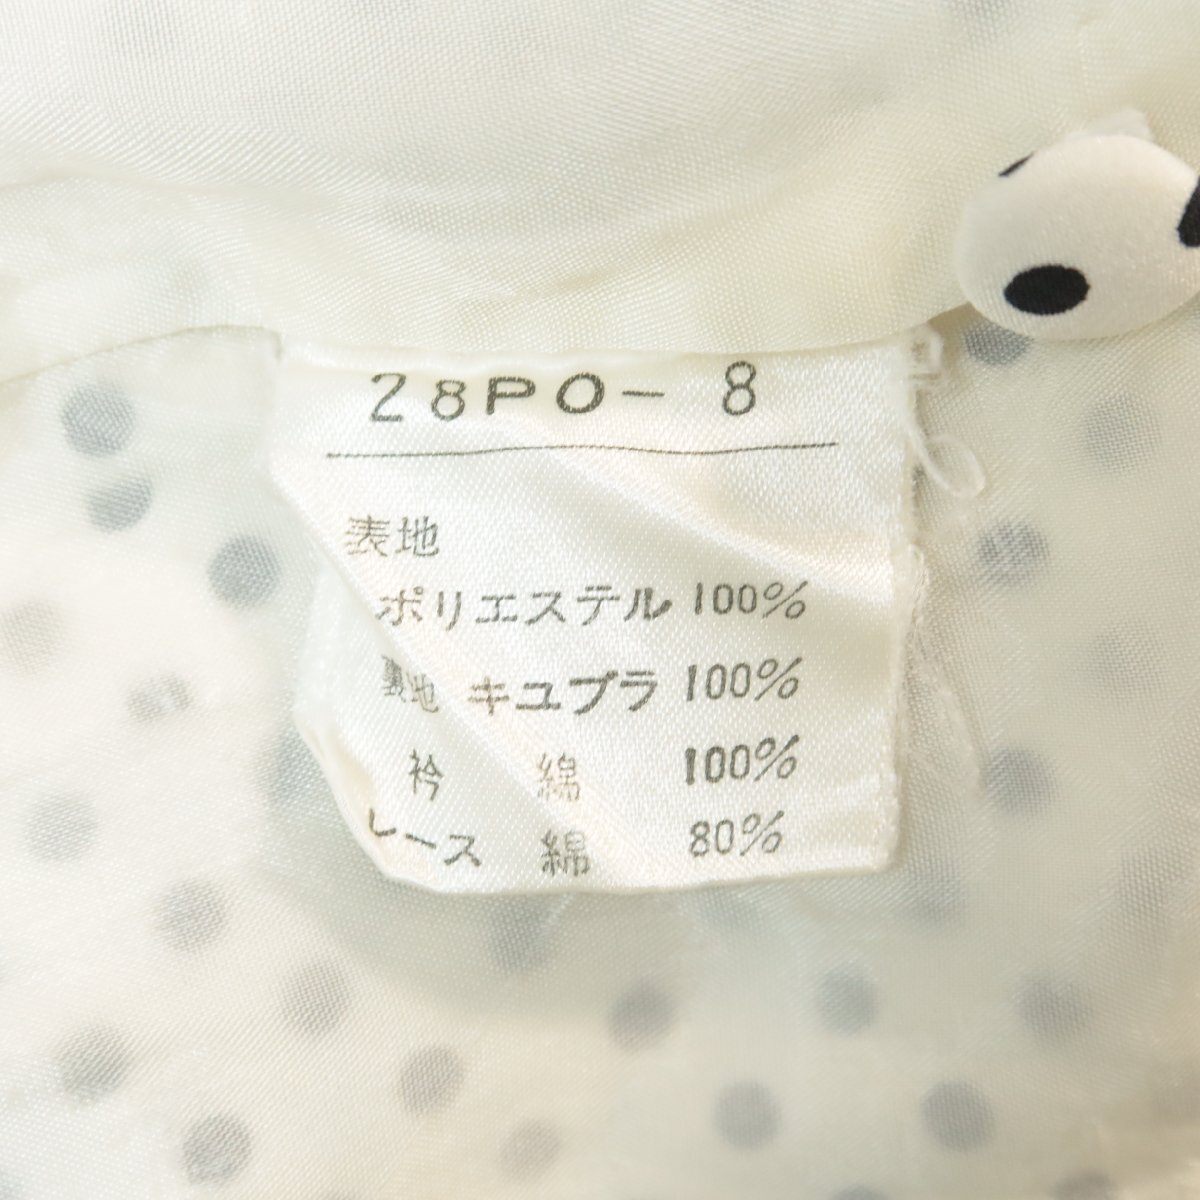 28PO- 8
表地
ポリエステル 100%
裏地 キュプラ 100%
衿 綿 100%
レース 綿 80%